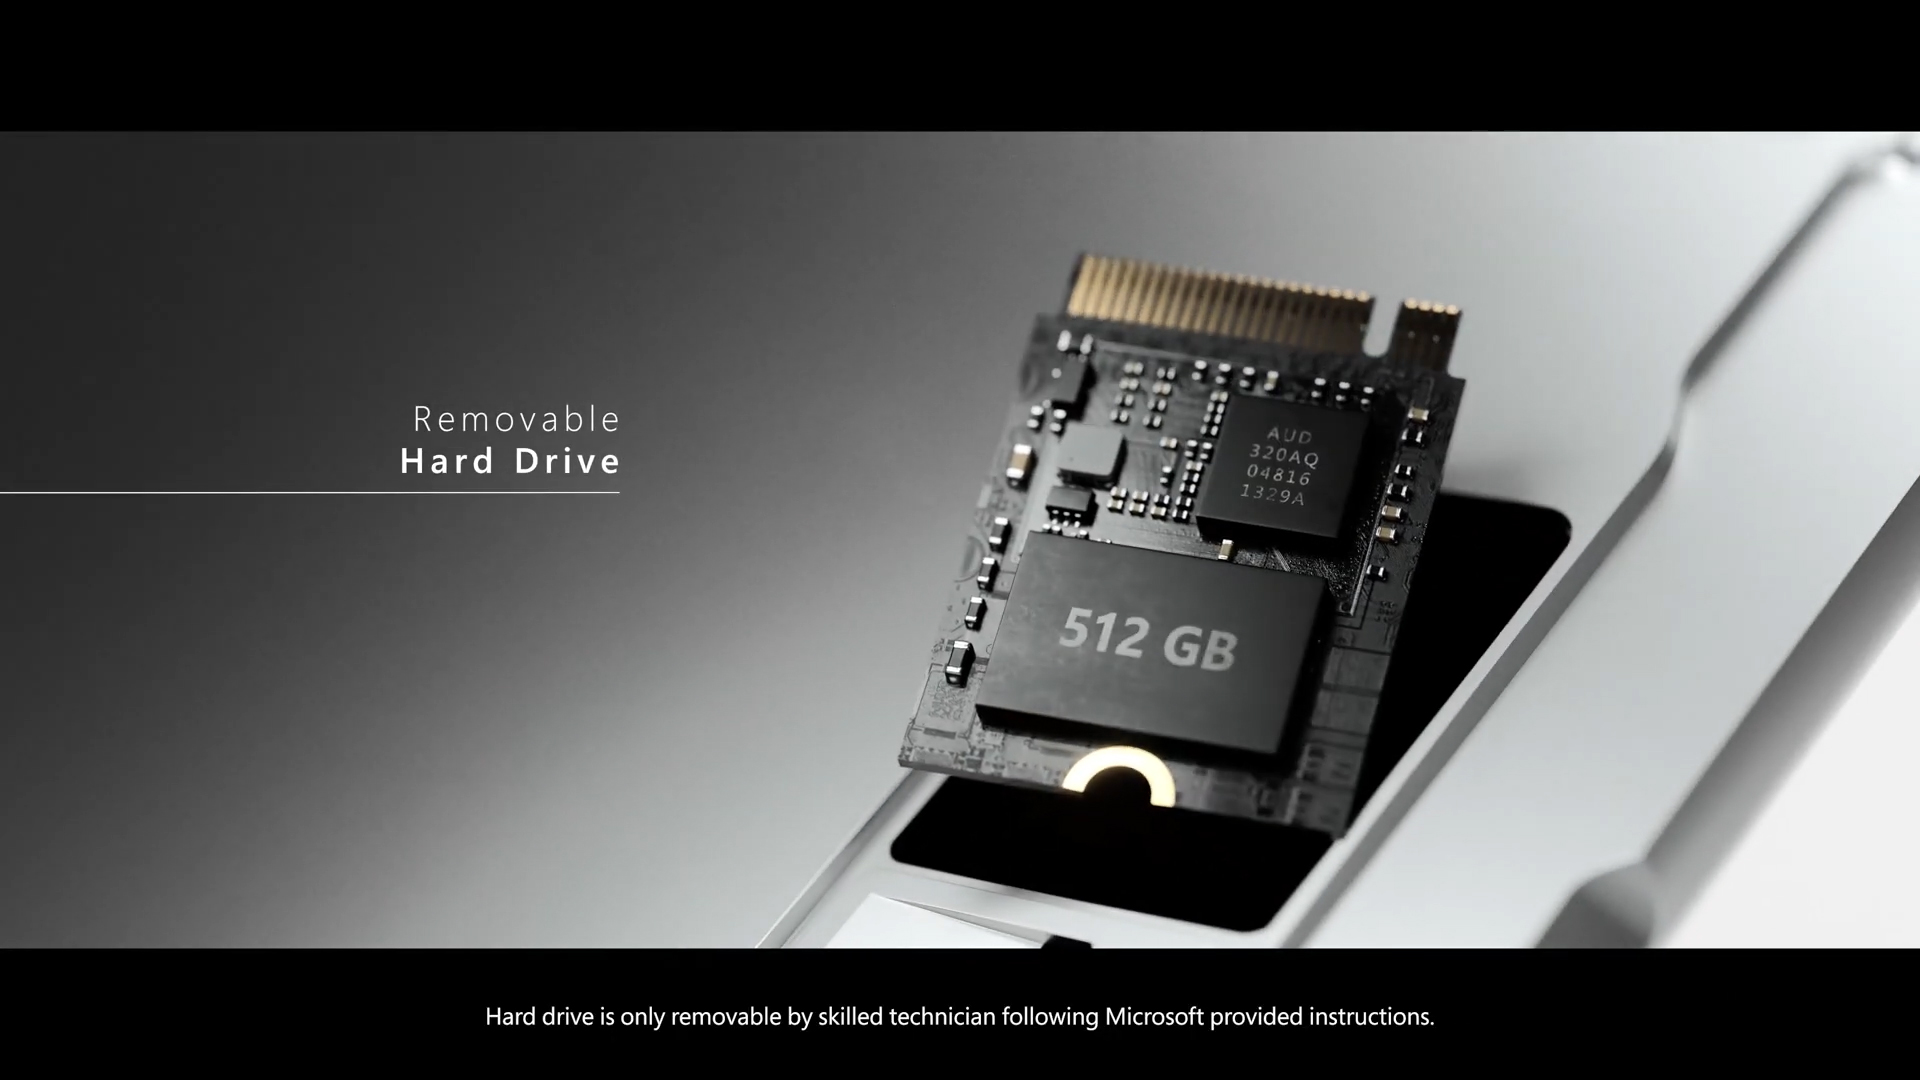 Removable
Hard Drive
AUD
320AQ
04816
1329A
512 GB
Hard drive is only removable by skilled technician following Microsoft provided instructions.